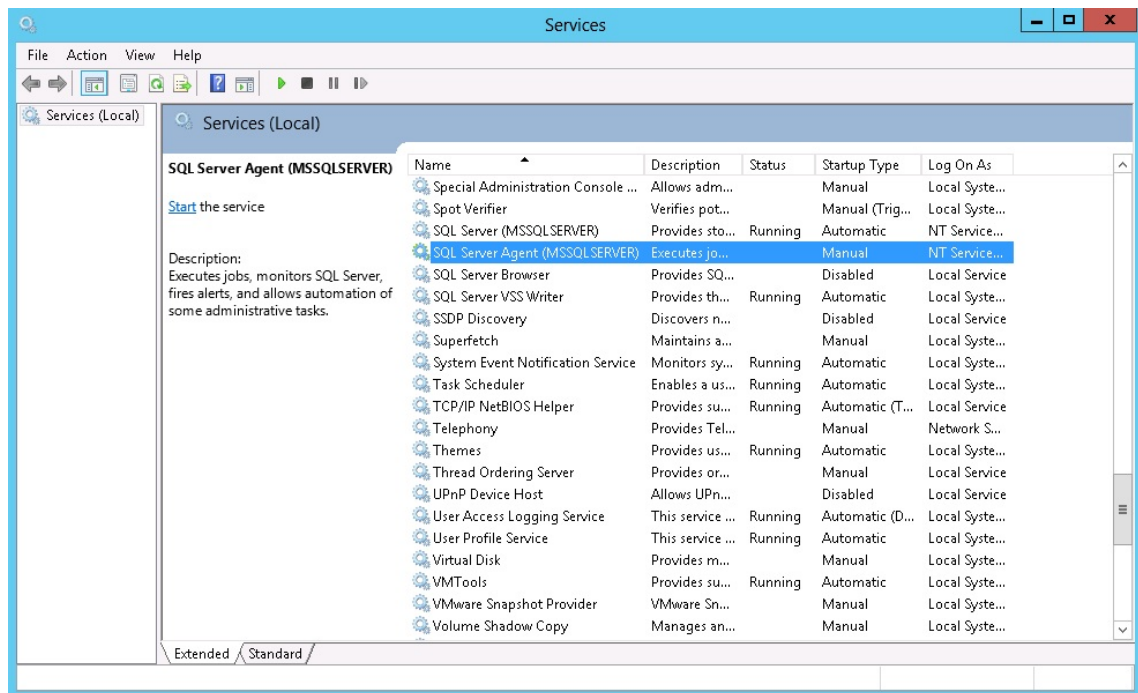 Services
File Action View Help
Services (Local)
Services (Local)
SQL Server Agent (MSSQLSERVER)
Start the service
Description:
Executes jobs, monitors SQL Server,
fires alerts, and allows automation of
some administrative tasks.
Name Description Status Startup Type Log On As
Special Administration Console ... Allows adm... Manual Local Syste...
Spot Verifier Verifies pot... Manual (Trig... Local Syste...
SQL Server (MSSQLSERVER) Provides sto... Running Automatic NT Service...
SQL Server Agent (MSSQLSERVER) Executes jo... Manual NT Service...
SQL Server Browser Provides SQ... Disabled Local Service
SQL Server VSS Writer Provides th... Running Automatic Local Syste...
SSDP Discovery Discovers n... Disabled Local Service
Superfetch Maintains a... Manual Local Syste...
System Event Notification Service Monitors sy... Running Automatic Local Syste...
Task Scheduler Enables a us... Running Automatic Local Syste...
TCP/IP NetBIOS Helper Provides su... Running Automatic (T... Local Service
Telephony Provides Tel... Manual Network S...
Themes Provides us... Running Automatic Local Syste...
Thread Ordering Server Provides or... Manual Local Service
UPnP Device Host Allows UPn... Disabled Local Service
User Access Logging Service This service ... Running Automatic (D... Local Syste...
User Profile Service This service ... Running Automatic Local Syste...
Virtual Disk Provides m... Manual Local Syste...
VMTools Provides su... Running Automatic Local Syste...
VMware Snapshot Provider VMware Sn... Manual Local Syste...
Volume Shadow Copy Manages an... Manual Local Syste...
Extended Standard